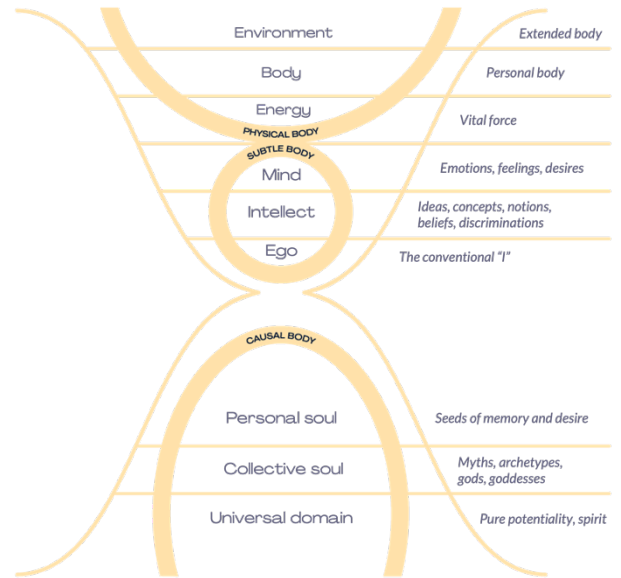 Environment
Extended body
Body
Personal body
Energy
Vital force
PHYSICAL BODY
SUBTLE BODY
Mind
Emotions, feelings, desires
Intellect
Ideas, concepts, notions,
beliefs, discriminations
Ego
The conventional “I”
CAUSAL BODY
Personal soul
Seeds of memory and desire
Collective soul
Myths, archetypes,
gods, goddesses
Universal domain
Pure potentiality, spirit